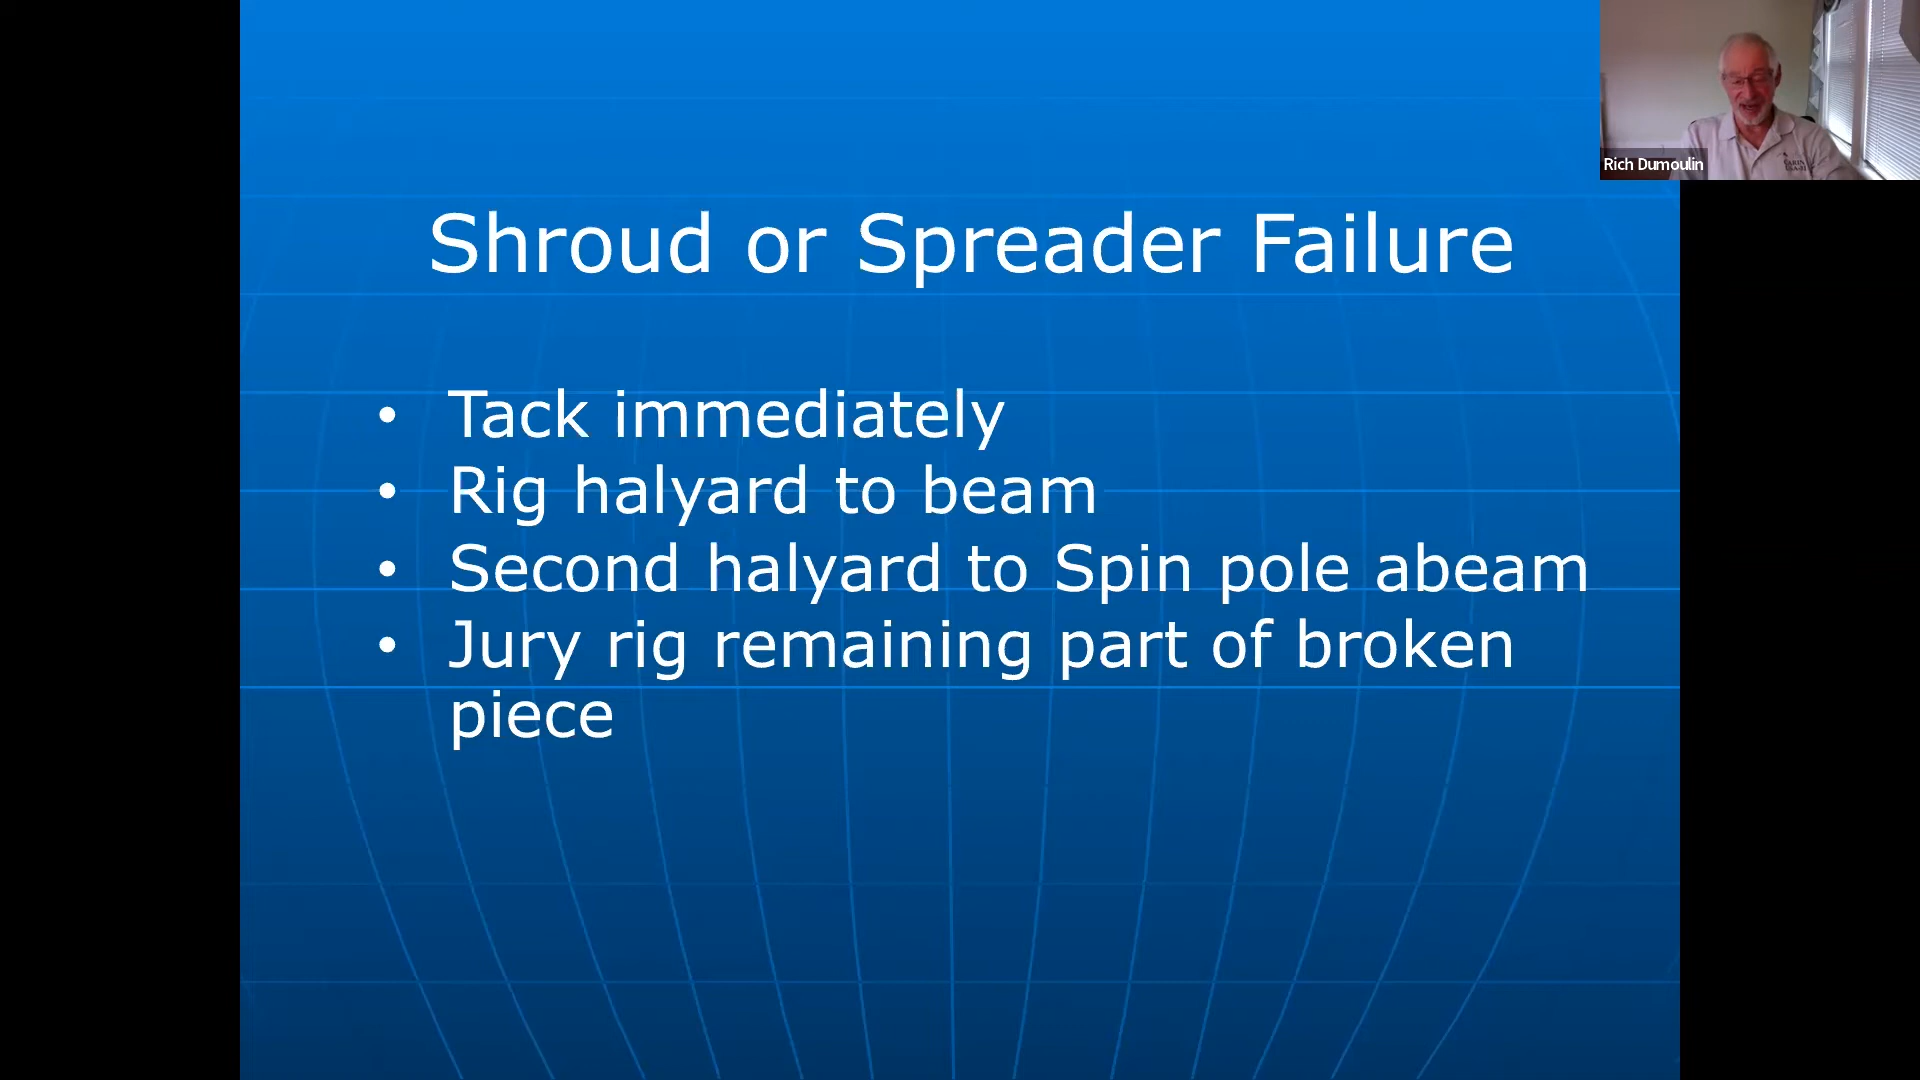 Rich Dumoulin
Shroud or Spreader Failure
• Tack immediately
• Rig halyard to beam
• Second halyard to Spin pole abeam
• Jury rig remaining part of broken
piece